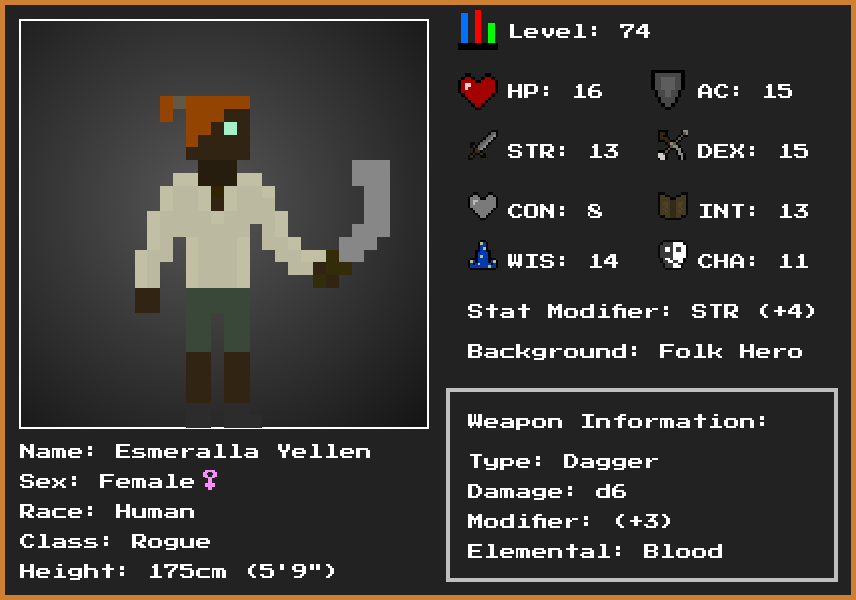 Level: 74
HP: 16
AC: 15
STR: 13
DEX: 15
CON: 8
INT: 13
WIS: 14
CHA: 11
Stat Modifier: STR (+4)
Background: Folk Hero
Weapon Information:
Type: Dagger
Damage: d6
Modifier: (+3)
Elemental: Blood
Name: Esmeralla Yellen
Sex: Female♀
Race: Human
Class: Rogue
Height: 175cm (5'9")